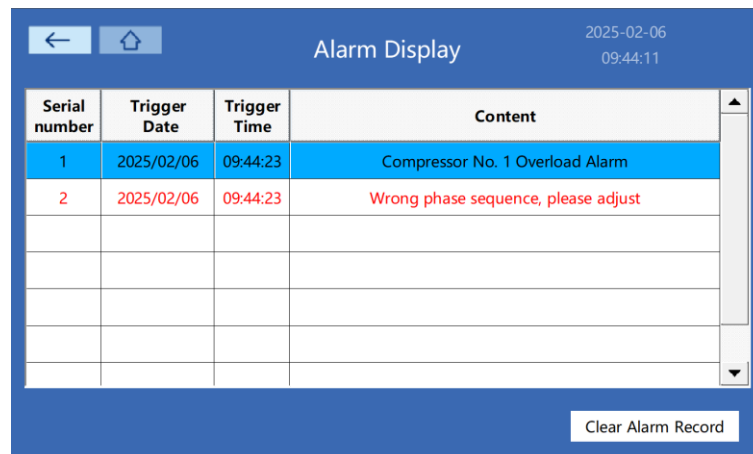 Alarm Display
2025-02-06
09:44:11
Serial number Trigger Date Trigger Time Content
1 2025/02/06 09:44:23 Compressor No. 1 Overload Alarm
2 2025/02/06 09:44:23 Wrong phase sequence, please adjust
Clear Alarm Record